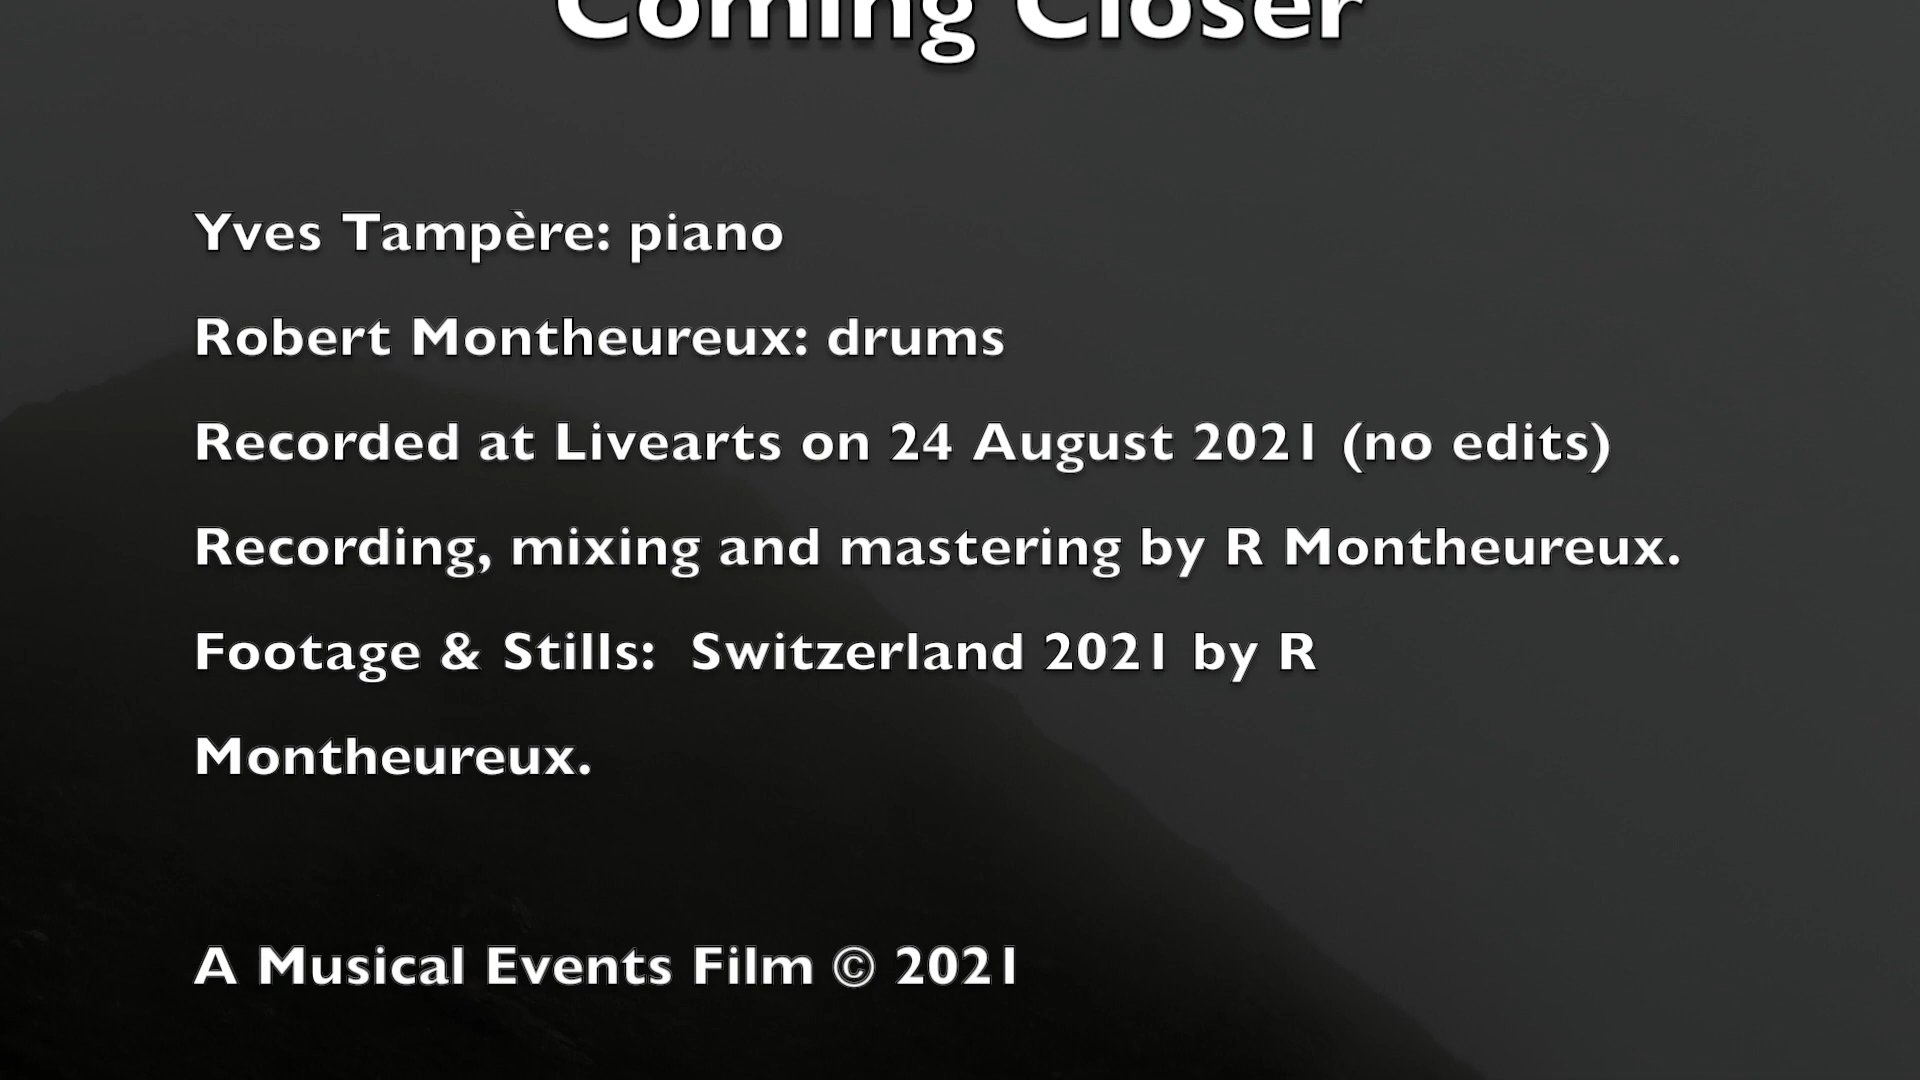 Coming Closer
Yves Tampère: piano
Robert Montheureux: drums
Recorded at Livearts on 24 August 2021 (no edits)
Recording, mixing and mastering by R Montheureux.
Footage & Stills:  Switzerland 2021 by R
Montheureux.
A Musical Events Film © 2021